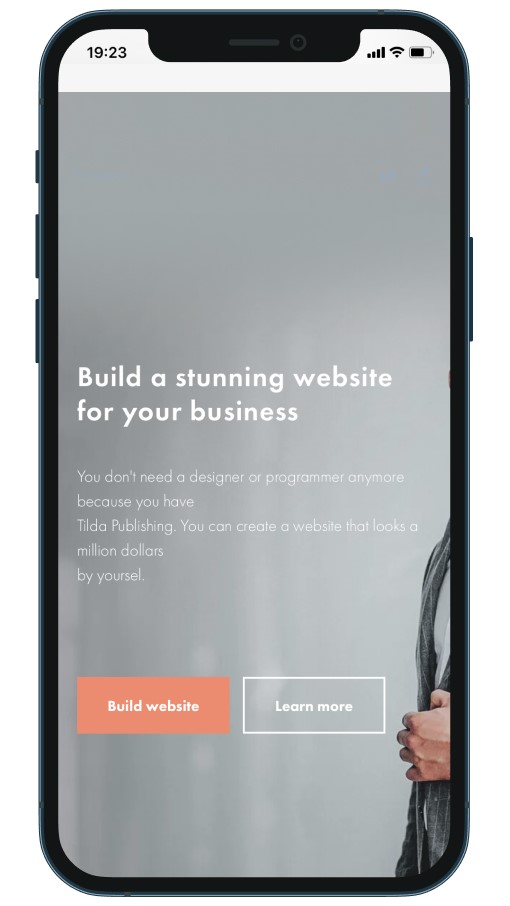 19:23
Build a stunning website
for your business
You don't need a designer or programmer anymore
because you have
Tilda Publishing. You can create a website that looks a
million dollars
by yoursel.
Build website
Learn more